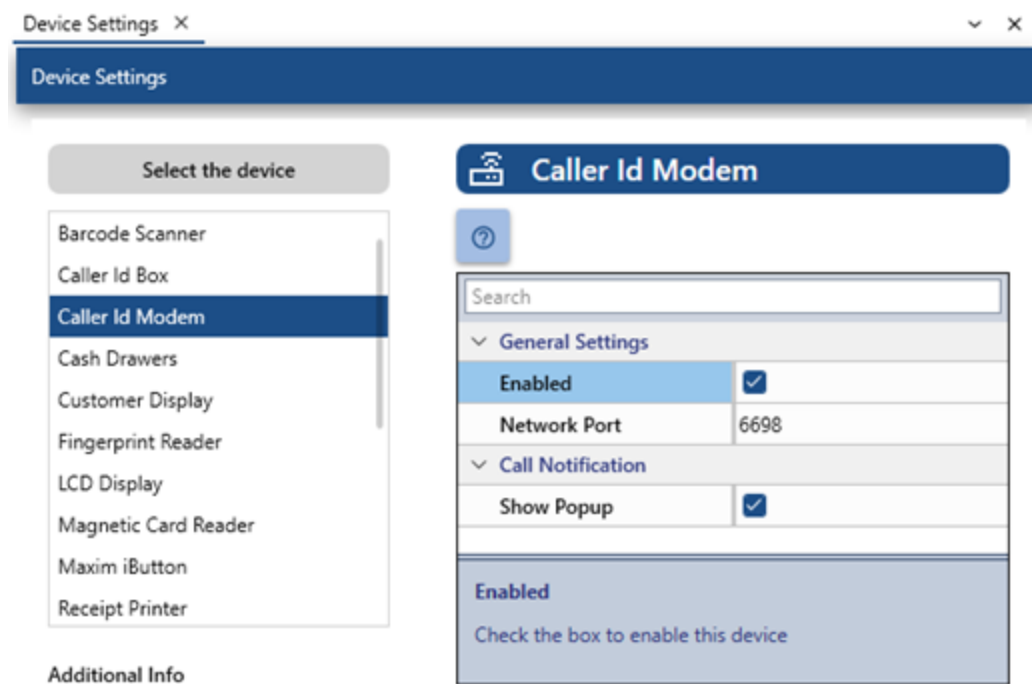 Device Settings
Device Settings
Select the device
Barcode Scanner
Caller Id Box
Caller Id Modem
Cash Drawers
Customer Display
Fingerprint Reader
LCD Display
Magnetic Card Reader
Maxim iButton
Receipt Printer
Additional Info
Caller Id Modem
Search
General Settings
Enabled
Network Port 6698
Call Notification
Show Popup
Enabled
Check the box to enable this device